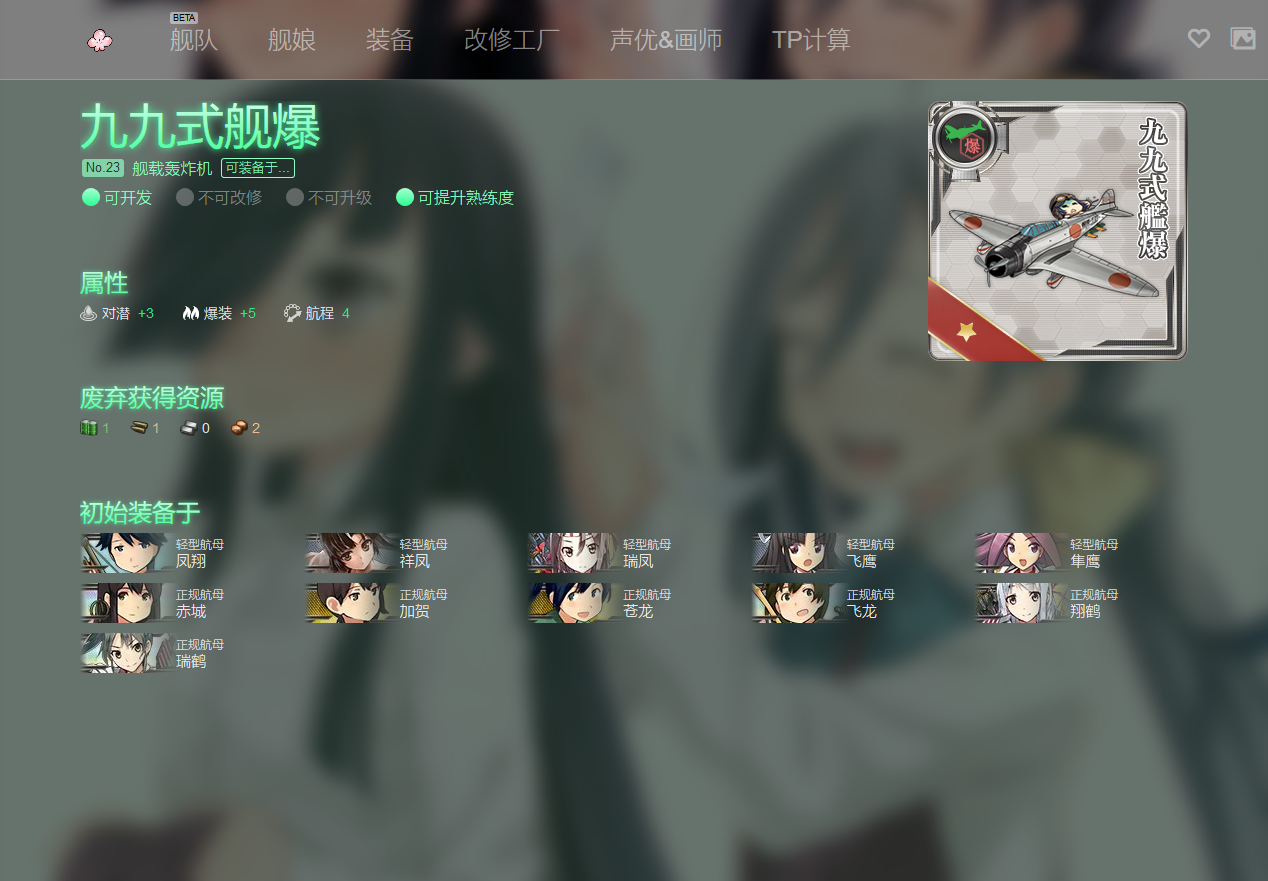 BETA
舰队 舰娘 装备 改修工厂 声优&画师 TP计算
九九式舰爆
No.23 舰载轰炸机 可装备于...
可开发 不可改修 不可升级 可提升熟练度
爆
九九式艦爆
属性
对潜 +3 爆装 +5 航程 4
废弃获得资源
1 1 0 2
初始装备于
轻型航母 轻型航母 轻型航母 轻型航母 轻型航母
凤翔 祥凤 瑞凤 飞鹰 隼鹰
正规航母 正规航母 正规航母 正规航母 正规航母
赤城 加贺 苍龙 飞龙 翔鹤
正规航母
瑞鹤